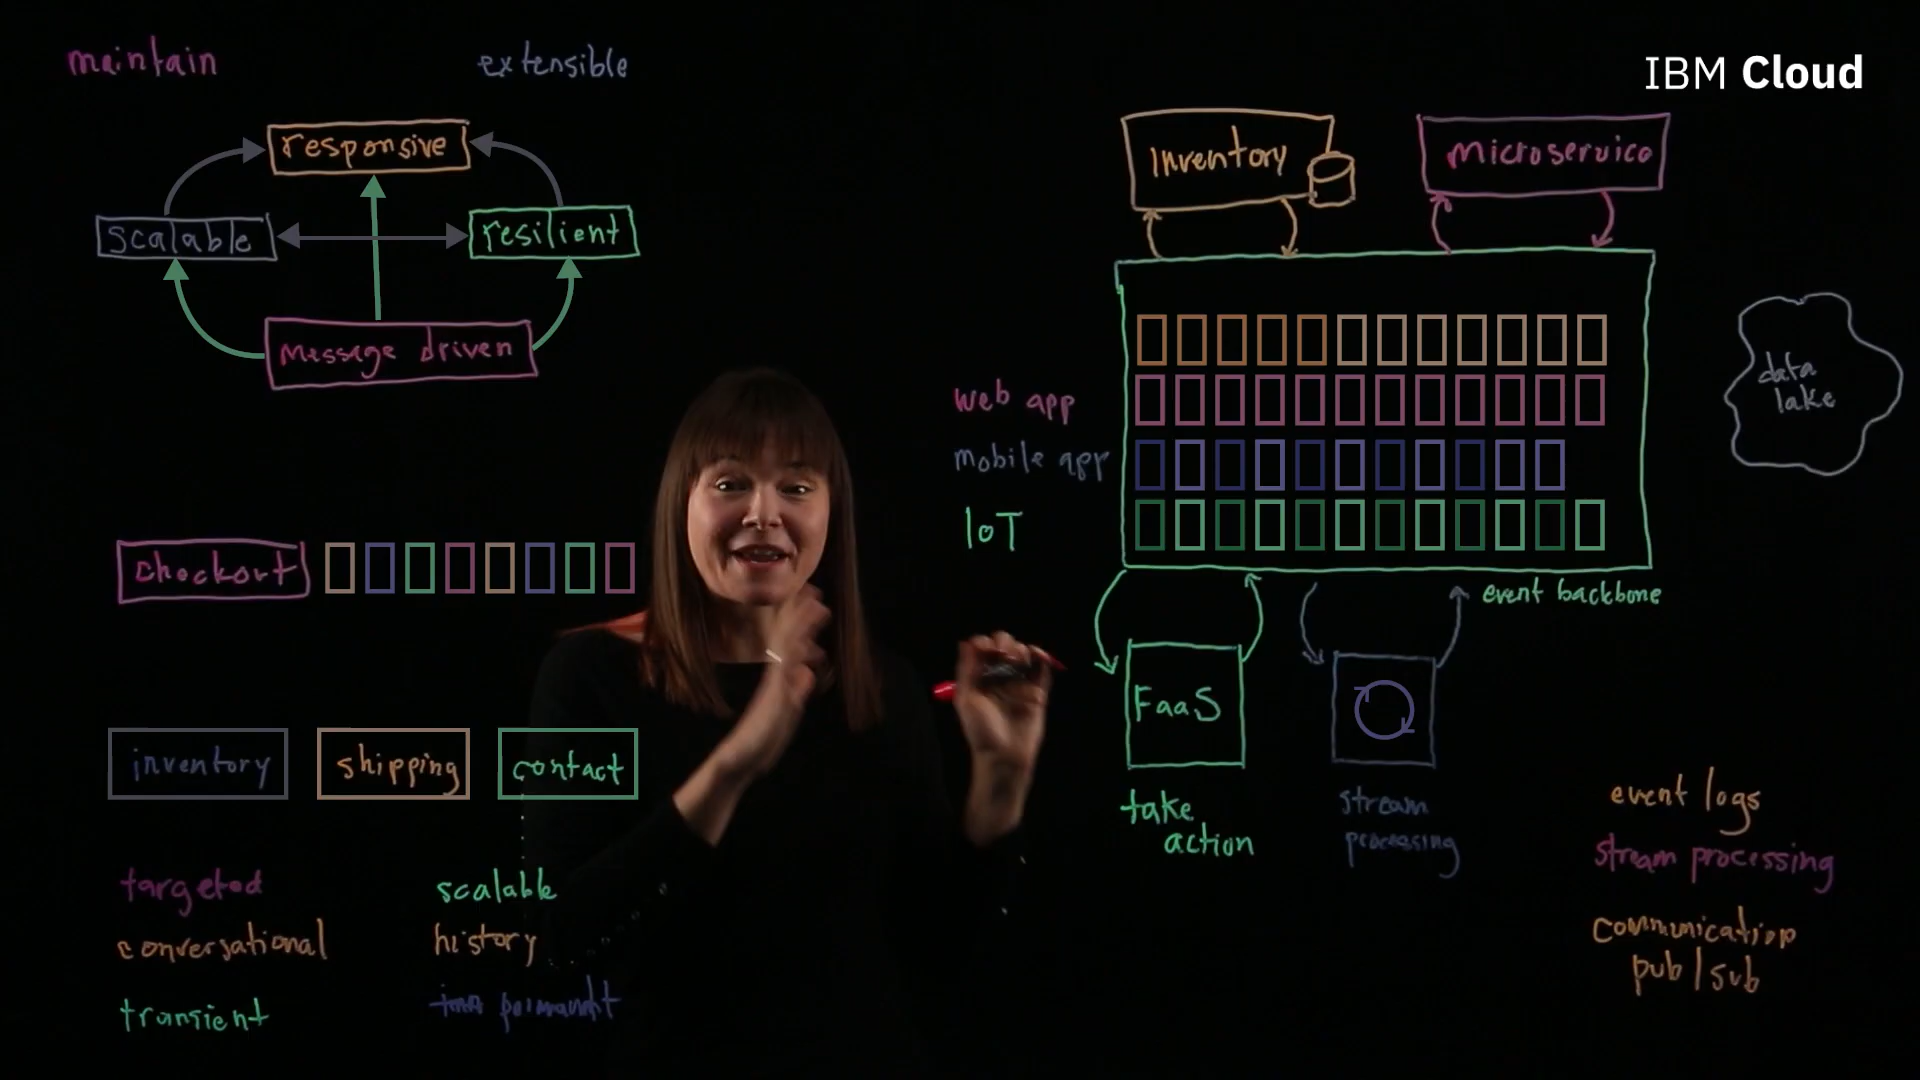 maintain
extensible
IBM Cloud
responsive
scalable
resilient
message driven
checkout
inventory
shipping
contact
targeted
conversational
transient
scalable
history
Inventory
Microservice
web app
mobile app
IoT
data
lake
event backbone
FaaS
take
action
stream
processing
event logs
stream processing
communication
pub/sub